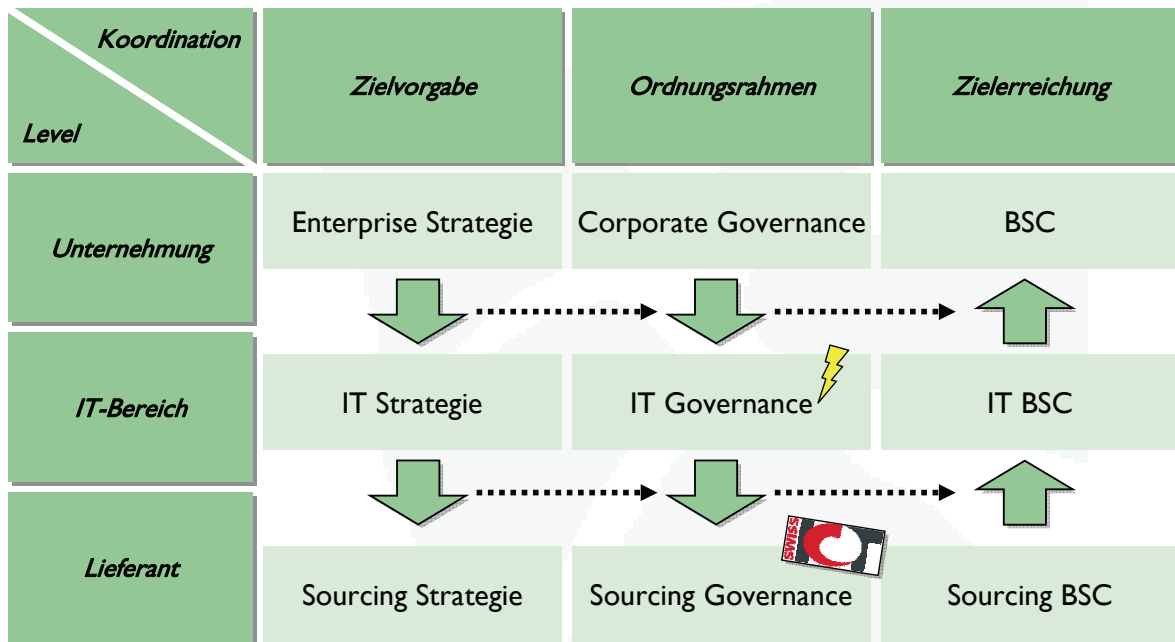 Koordination
Level
Zielvorgabe
Ordnungsrahmen
Zielerreichung
Unternehmung
Enterprise Strategie
Corporate Governance
BSC
IT-Bereich
IT Strategie
IT Governance
IT BSC
Lieferant
swiss
Sourcing Strategie
Sourcing Governance
Sourcing BSC